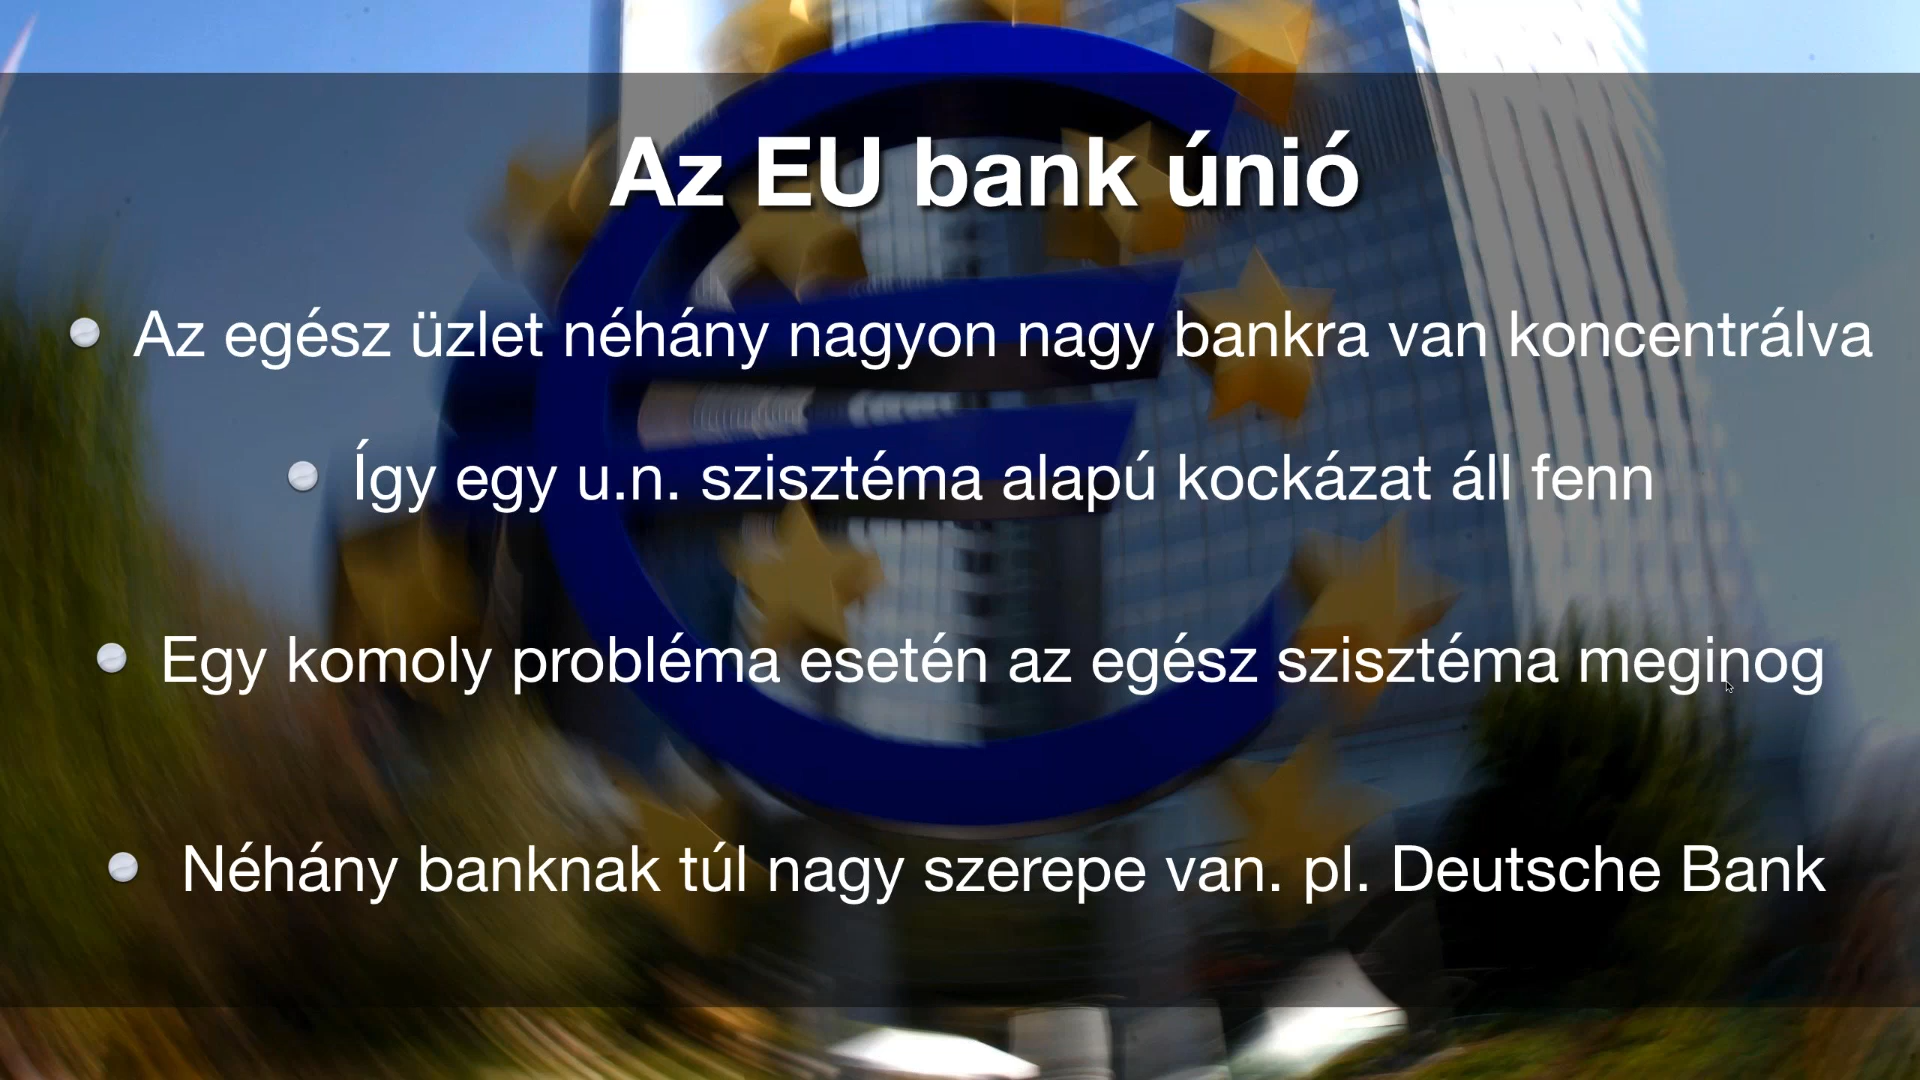 Az EU bank únió
Az egész üzlet néhány nagyon nagy bankra van koncentrálva
Így egy u.n. szisztéma alapú kockázat áll fenn
Egy komoly probléma esetén az egész szisztéma meginog
Néhány banknak túl nagy szerepe van. pl. Deutsche Bank